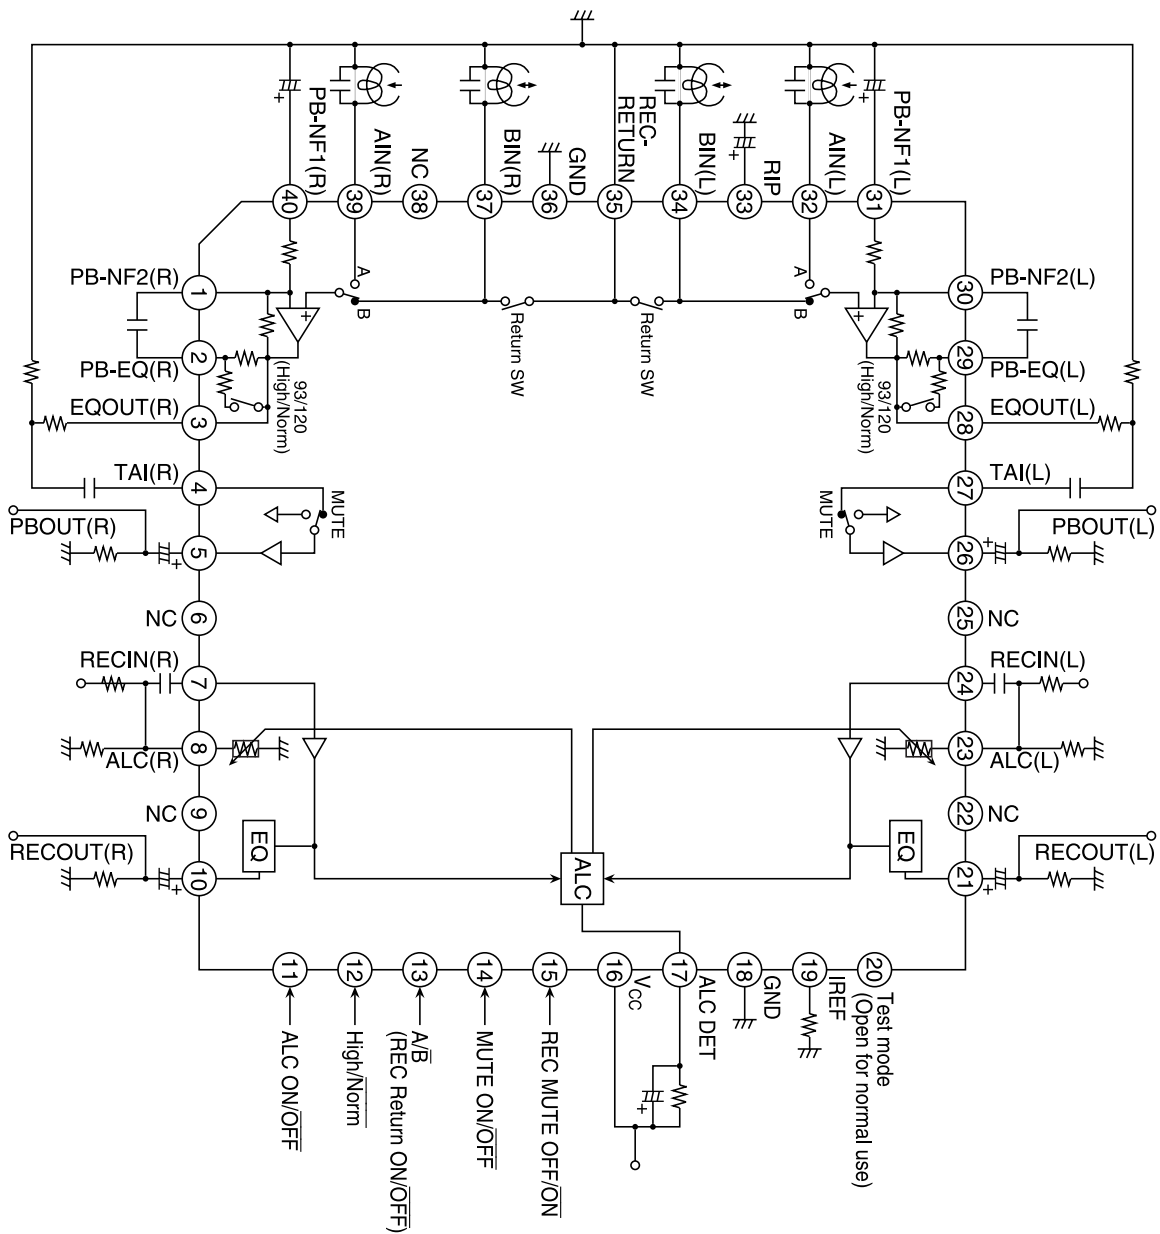 PB-NF1(R)
AIN(R)
NC
BIN(R)
GND
REC-
RETURN
BIN(L)
RIP
AIN(L)
PB-NF1(L)
+
+
+
40
39
38
37
36
35
34
33
32
31
PB-NF2(R)
1
A
B
+
Return SW
Return SW
A
B
+
30
PB-NF2(L)
2
PB-EQ(R)
93/120
(High/Norm)
93/120
(High/Norm)
29
PB-EQ(L)
EQOUT(R)
3
28
EQOUT(L)
TAI(R)
4
MUTE
MUTE
27
TAI(L)
PBOUT(R)
+
5
26
+
PBOUT(L)
NC
6
25
NC
RECIN(R)
7
24
RECIN(L)
8
ALC(R)
23
ALC(L)
NC
9
22
NC
RECOUT(R)
+
10
EQ
ALC
EQ
21
+
RECOUT(L)
11
12
13
14
15
16
17
18
19
20
ALC ON/O̅F̅F̅
High/N̅o̅r̅m̅
A/B̅
(REC Return ON/O̅F̅F̅)
MUTE ON/O̅F̅F̅
REC MUTE OFF/O̅N̅
VCC
ALC DET
+
GND
IREF
Test mode
(Open for normal use)